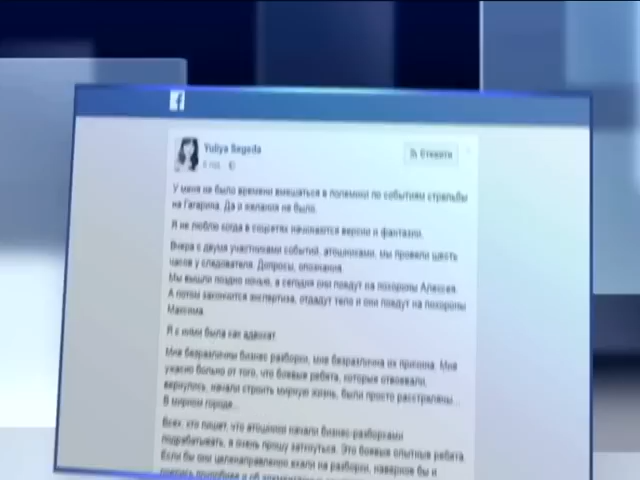 f
Yuliya Segeda
Стежити
У меня не было времени вмешаться в полемики по событиям стрельбы
на Гагарина. Да и желания не было.
Я не люблю когда в соцсетях начинаются версии и фантазии.
Вчера с двумя участниками событий, атошниками, мы провели шесть
часов у следователя. Допросы, опознания.
Мы вышли поздно ночью, а сегодня они поедут на похороны Алексея.
А потом закончится экспертиза, отдадут тело и они поедут на похороны
Максима.
Я с ними была как адвокат.
Мне безразличны бизнес разборки, мне безразлична их причина. Мне
ужасно больно от того, что боевые ребята, которые отвоевали,
вернулись, начали строить мирную жизнь, были просто расстреляны...
В мирном городе...
Всех, кто пишет, что атошники начали бизнес-разборками
подрабатывать, я очень прошу заткнуться. Это боевые опытные ребята.
Если бы они целенаправленно ехали на разборки, наверное бы и